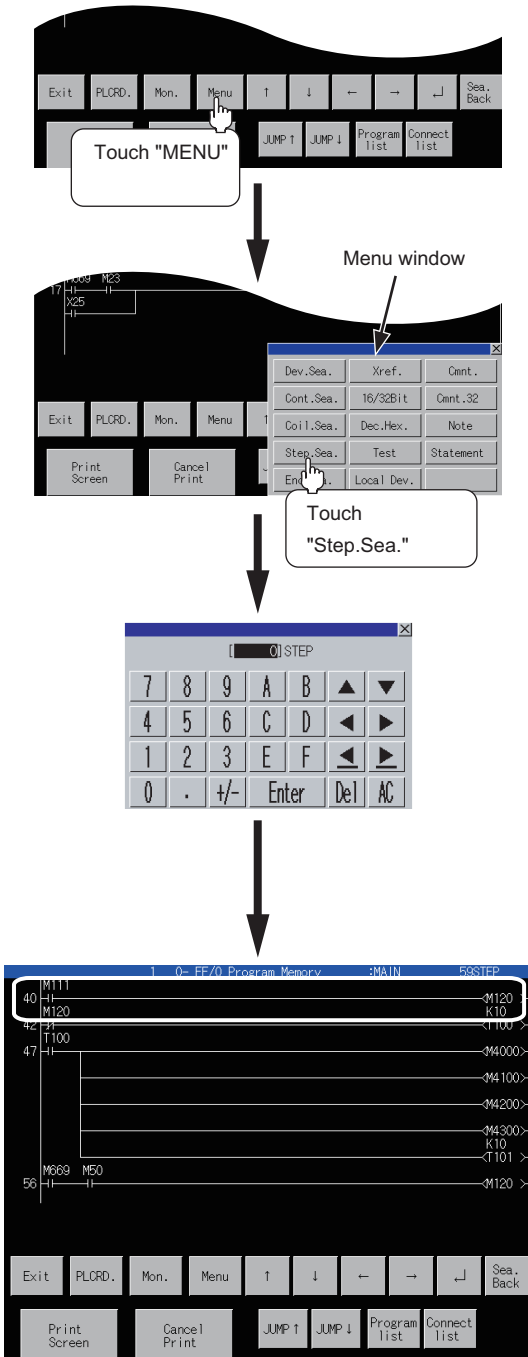 Exit PLCRD. Mon. Menu ↑ ↓ ← → ↵ Sea. Back
JUMP↑ JUMP↓ Program list Connect list
Touch "MENU"
Menu window
M669 M23
17
X25
Dev.Sea. Xref. Cmnt.
Cont.Sea. 16/32Bit Cmnt.32
Coil.Sea. Dec.Hex. Note
Step.Sea. Test Statement
Local Dev.
Exit PLCRD. Mon. Menu ↑
Print Screen Cancel Print
Touch
"Step.Sea."
[ 0] STEP
7 8 9 A B ▲ ▼
4 5 6 C D ◀ ▶
1 2 3 E F ◀ ▶
0 . +/- Enter Del AC
1 0- FF/0 Program Memory :MAIN 59STEP
M111
40 <M120 >
M120 K10
42 <T100 >
T100
47 <M4000>
<M4100>
<M4200>
<M4300>
K10
<T101 >
M669 M50
56 <M120 >
Exit PLCRD. Mon. Menu ↑ ↓ ← → ↵ Sea. Back
Print Screen Cancel Print JUMP↑ JUMP↓ Program list Connect list